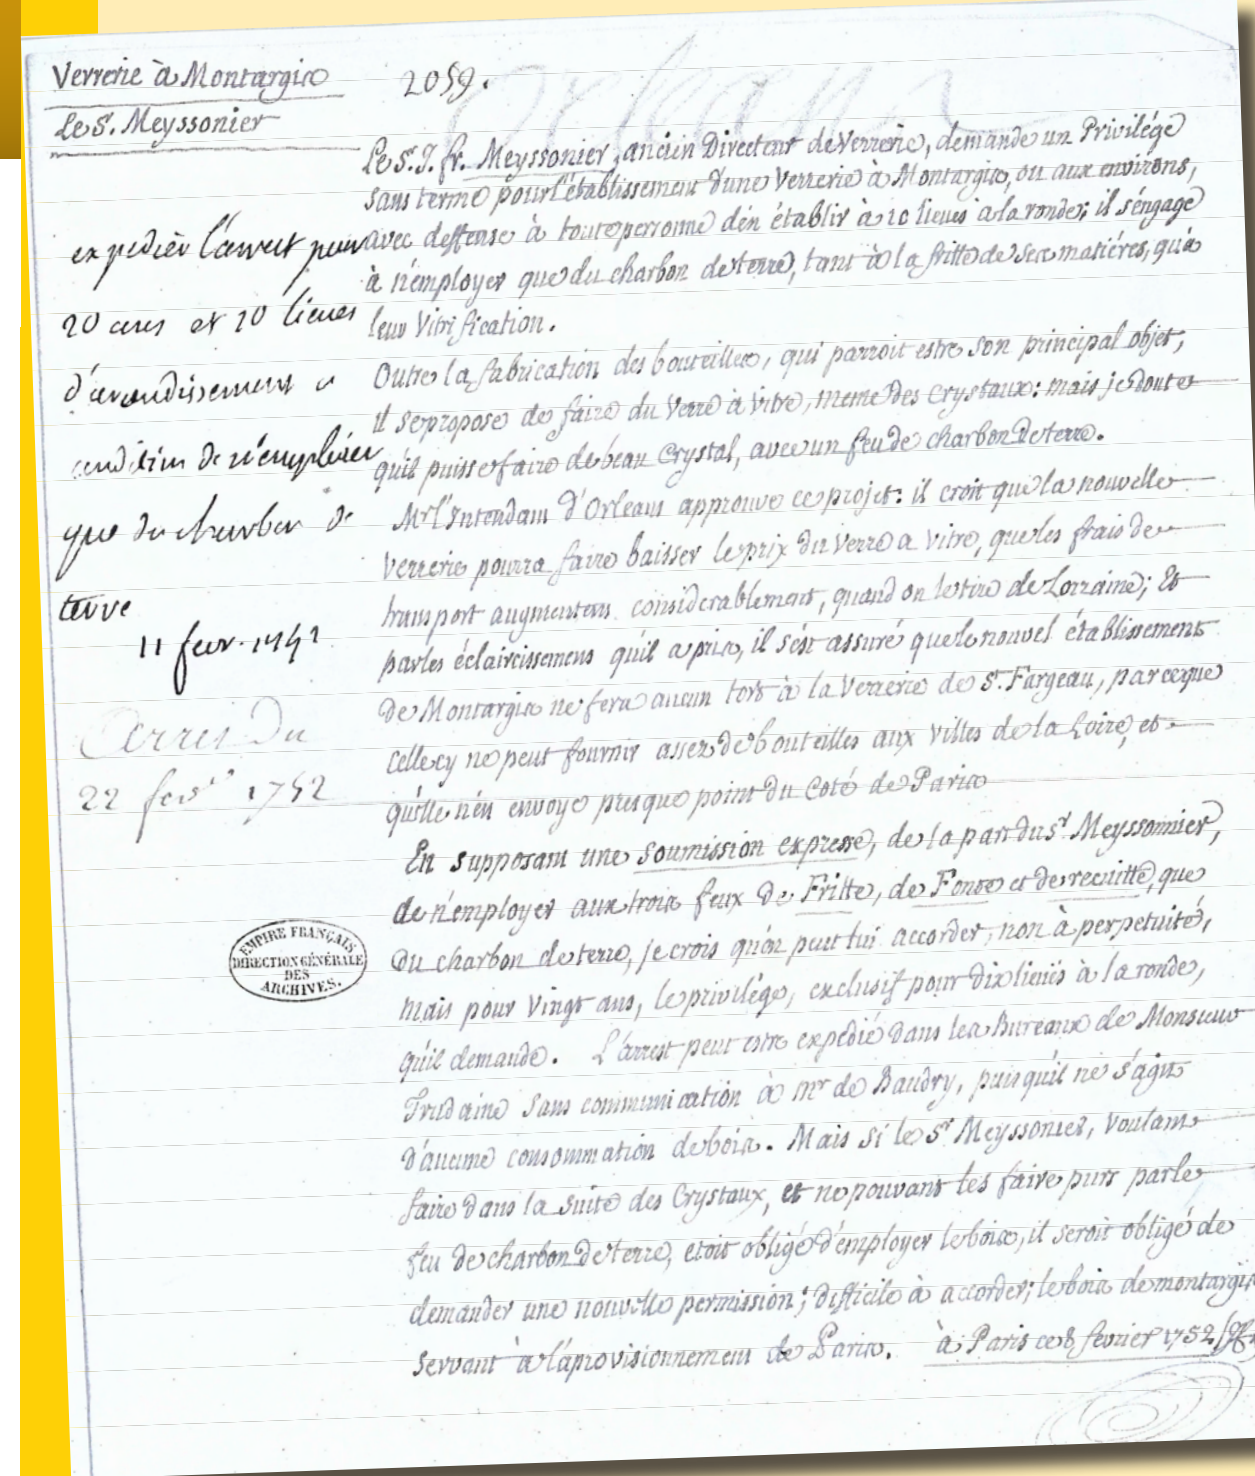 Verrerie à Montargis
2059.
Le Sr. Meyssonier
Orleans
Le S. J. fr. Meyssonier, anciin Directeur de Verrerie, demande un Privilége
sans terme pour l'établissement d'une Verrerie à Montargis, ou aux environs,
avec deffense à toute personne d'en établir à 10 lieues à la ronde; il s'engage
à n'employer que du charbon de terre, tant à la fritte de ses matiéres, qu'à
leur Vitrification.
Outre la fabrication des bouteilles, qui parroit estre son principal objet,
il se propose de faire du Verre à vitre, meme des Crystaux: mais je doute
qu'il puisse faire de beau Crystal, avec un feu de charbon de terre.
Mr. l'Intendant d'Orleans approuve ce projet: il croit que la nouvelle
Verrerie pourra faire baisser le prix du Verre a vitre, que les frais de
transport augmentent considerablement, quand on le tire de Lorraine; Et
par les éclaircissemens qu'il a pris, il s'est assuré que le nouvel établissement
de Montargis ne fera aucun tort à la Verrerie de St. Fargeau, parceque
celle cy ne peut fournir assez de bouteilles aux Villes de la Loire, et
qu'elle n'en envoye presque point du Coté de Paris
En supposant une soumission expresse, de la part du Sr Meyssonnier,
de n'employer aux trois feux de Fritte, de Fonte et de recuitte, que
du charbon de terre, je crois qu'on peut lui accorder, non à perpetuité,
mais pour Vingt ans, le privilége, exclusif pour dix lieuës à la ronde,
qu'il demande. L'arrest peut estre expedié dans les Bureaux de Monsieur
Trudaine sans communication à Mr de Baudry, puisqu'il ne s'agit
d'aucune consommation de bois. Mais si le Sr Meyssonier, voulant
faire dans la suite des Crystaux, et ne pouvant les faire purs par le
feu de charbon de terre, etoit obligé d'employer le bois, il seroit obligé de
demander une nouvelle permission; difficile à accorder; le bois de montargis
servant à l'aprovisionnement de Paris. à Paris ce 8 fevrier 1752
expedier l'arrest pour
20 ans et 10 lieues
d'arondissement a
condition de n'emploier
que du charbon de
terre
11 fevr. 1752
Arrest Du
22 fevr 1752
EMPIRE FRANÇAIS
DIRECTION GÉNÉRALE
DES
ARCHIVES.